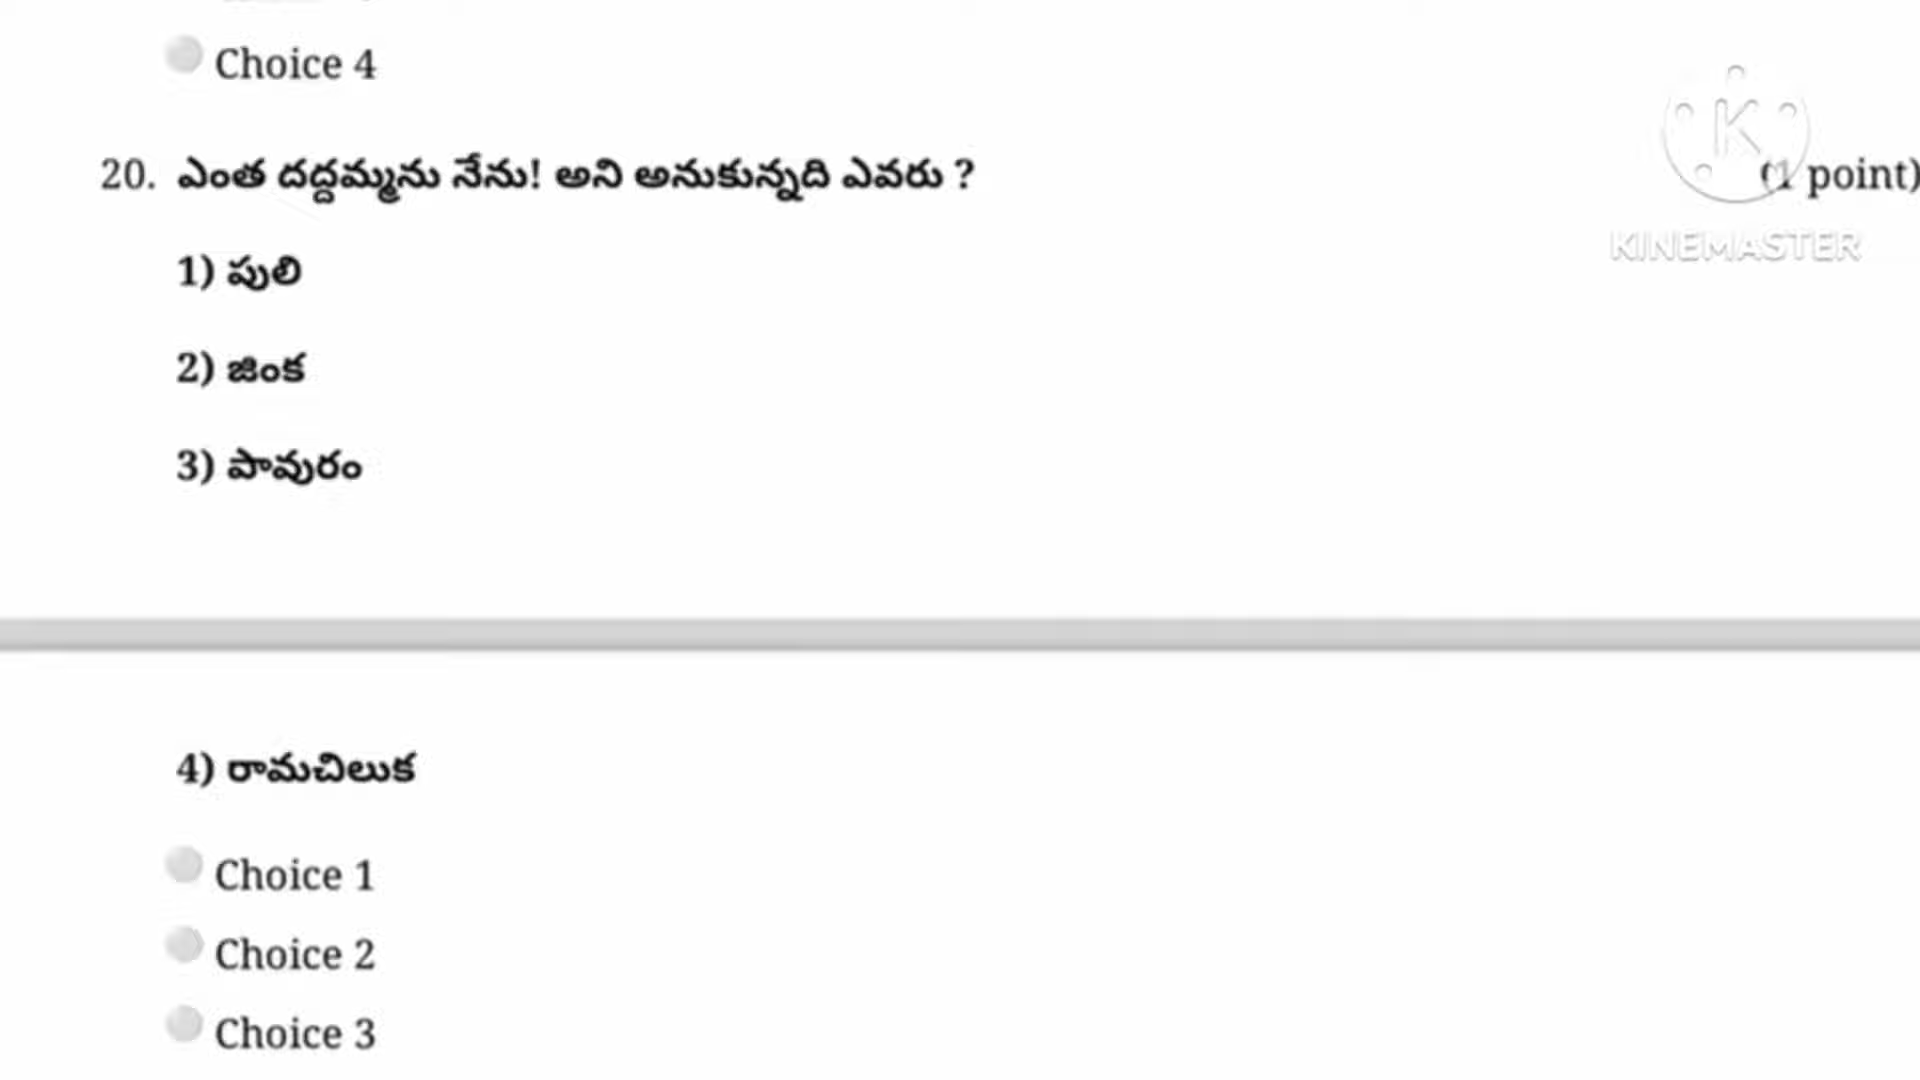 Choice 4
20. ఎంత దద్దమ్మను నేను! అని అనుకున్నది ఎవరు ? (1 point)
KINEMASTER
1) పులి
2) జింక
3) పావురం
4) రామచిలుక
Choice 1
Choice 2
Choice 3